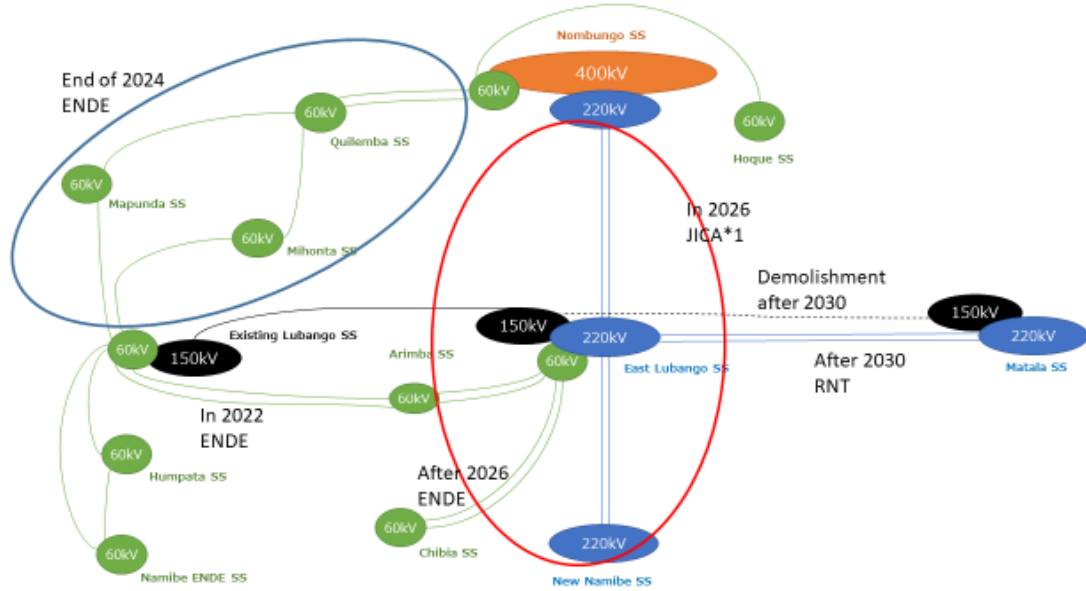 Nombungo SS
End of 2024
ENDE
400kV
60kV
220kV
60kV
Quilemba SS
60kV
Hoque SS
60kV
Mapunda SS
In 2026
JICA*1
60kV
Mihonta SS
Demolishment
after 2030
150kV
150kV
220kV
60kV
150kV
Existing Lubango SS
Arimba SS
60kV
East Lubango SS
220kV
Matala SS
After 2030
RNT
60kV
In 2022
ENDE
60kV
Humpata SS
After 2026
ENDE
60kV
Chibia SS
60kV
Namibe ENDE SS
220kV
New Namibe SS